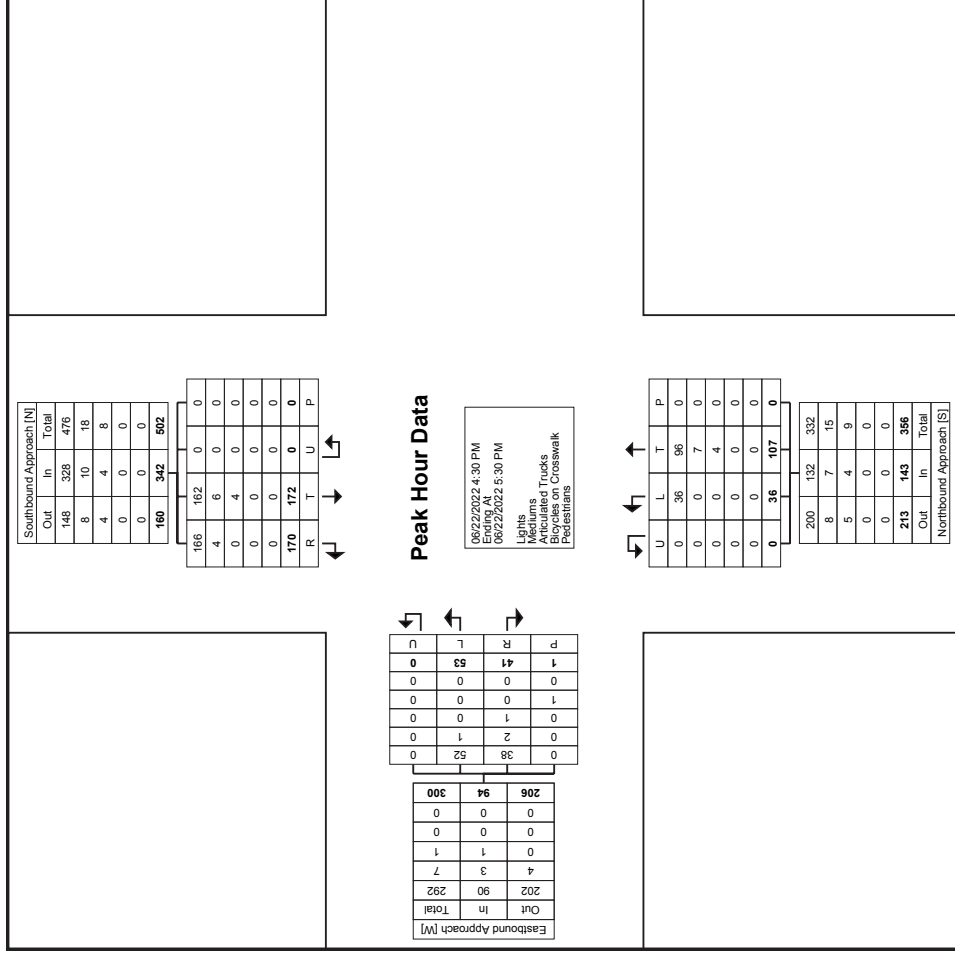 Southbound Approach [N]
Out In Total
148 328 476
8 10 18
4 4 8
0 0 0
0 0 0
160 342 502
166 162 0 0
4 6 0 0
0 4 0 0
0 0 0 0
0 0 0 0
170 172 0 0
R T U P
Peak Hour Data
06/22/2022 4:30 PM
Ending At
06/22/2022 5:30 PM
Lights
Mediums
Articulated Trucks
Bicycles on Crosswalk
Pedestrians
Eastbound Approach [W]
Out In Total
202 90 292
4 3 7
0 1 1
0 0 0
0 0 0
206 94 300
0 38 52 0
0 2 1 0
0 1 0 0
1 0 0 0
0 0 0 0
1 41 53 0
P R L U
U L T P
0 36 96 0
0 0 7 0
0 0 4 0
0 0 0 0
0 0 0 0
0 36 107 0
200 132 332
8 7 15
5 4 9
0 0 0
0 0 0
213 143 356
Out In Total
Northbound Approach [S]